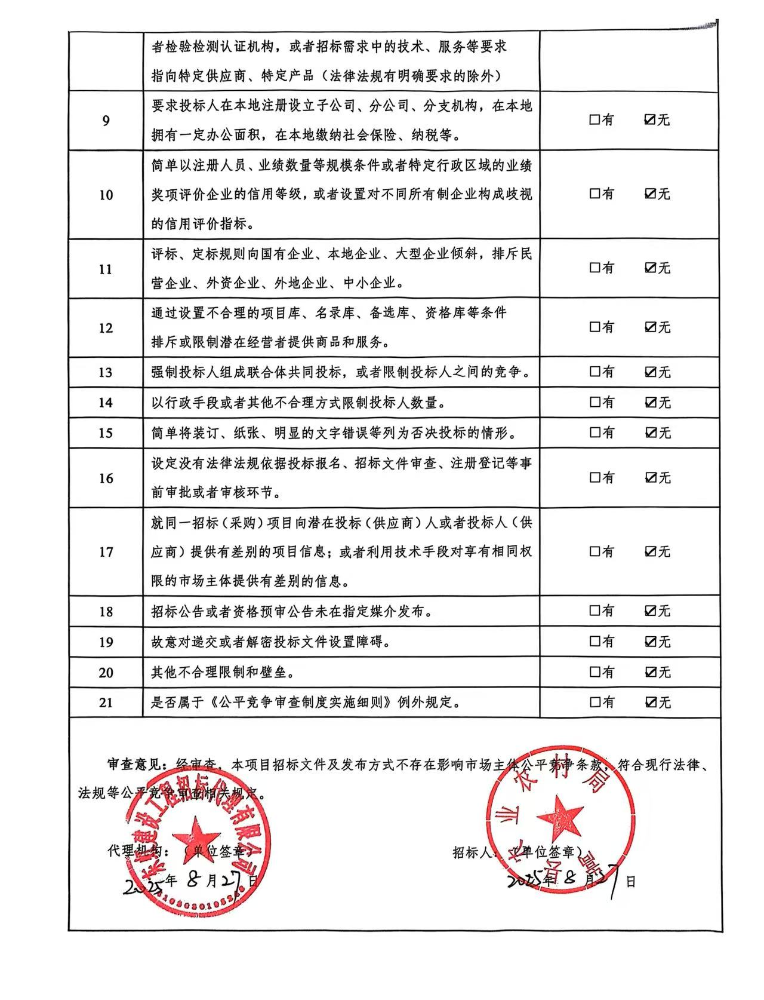 者检验检测认证机构，或者招标需求中的技术、服务等要求
指向特定供应商、特定产品（法律法规有明确要求的除外）
9
要求投标人在本地注册设立子公司、分公司、分支机构，在本地
拥有一定办公面积，在本地缴纳社会保险、纳税等。
□有 ☑无
10
简单以注册人员、业绩数量等规模条件或者特定行政区域的业绩
奖项评价企业的信用等级，或者设置对不同所有制企业构成歧视
的信用评价指标。
□有 ☑无
11
评标、定标规则向国有企业、本地企业、大型企业倾斜，排斥民
营企业、外资企业、外地企业、中小企业。
□有 ☑无
12
通过设置不合理的项目库、名录库、备选库、资格库等条件
排斥或限制潜在经营者提供商品和服务。
□有 ☑无
13 强制投标人组成联合体共同投标，或者限制投标人之间的竞争。 □有 ☑无
14 以行政手段或者其他不合理方式限制投标人数量。 □有 ☑无
15 简单将装订、纸张、明显的文字错误等列为否决投标的情形。 □有 ☑无
16
设定没有法律法规依据投标报名、招标文件审查、注册登记等事
前审批或者审核环节。
□有 ☑无
17
就同一招标（采购）项目向潜在投标（供应商）人或者投标人（供
应商）提供有差别的项目信息；或者利用技术手段对享有相同权
限的市场主体提供有差别的信息。
□有 ☑无
18 招标公告或者资格预审公告未在指定媒介发布。 □有 ☑无
19 故意对递交或者解密投标文件设置障碍。 □有 ☑无
20 其他不合理限制和壁垒。 □有 ☑无
21 是否属于《公平竞争审查制度实施细则》例外规定。 □有 ☑无
审查意见：经审查，本项目招标文件及发布方式不存在影响市场主体公平竞争条款，符合现行法律、
法规等公平竞争审查相关规定。
代理机构：（单位签章） 招标人：（单位签章）
2025年8月27日 2025年8月27日
建设工程招标代理有限公司
县农业农村局